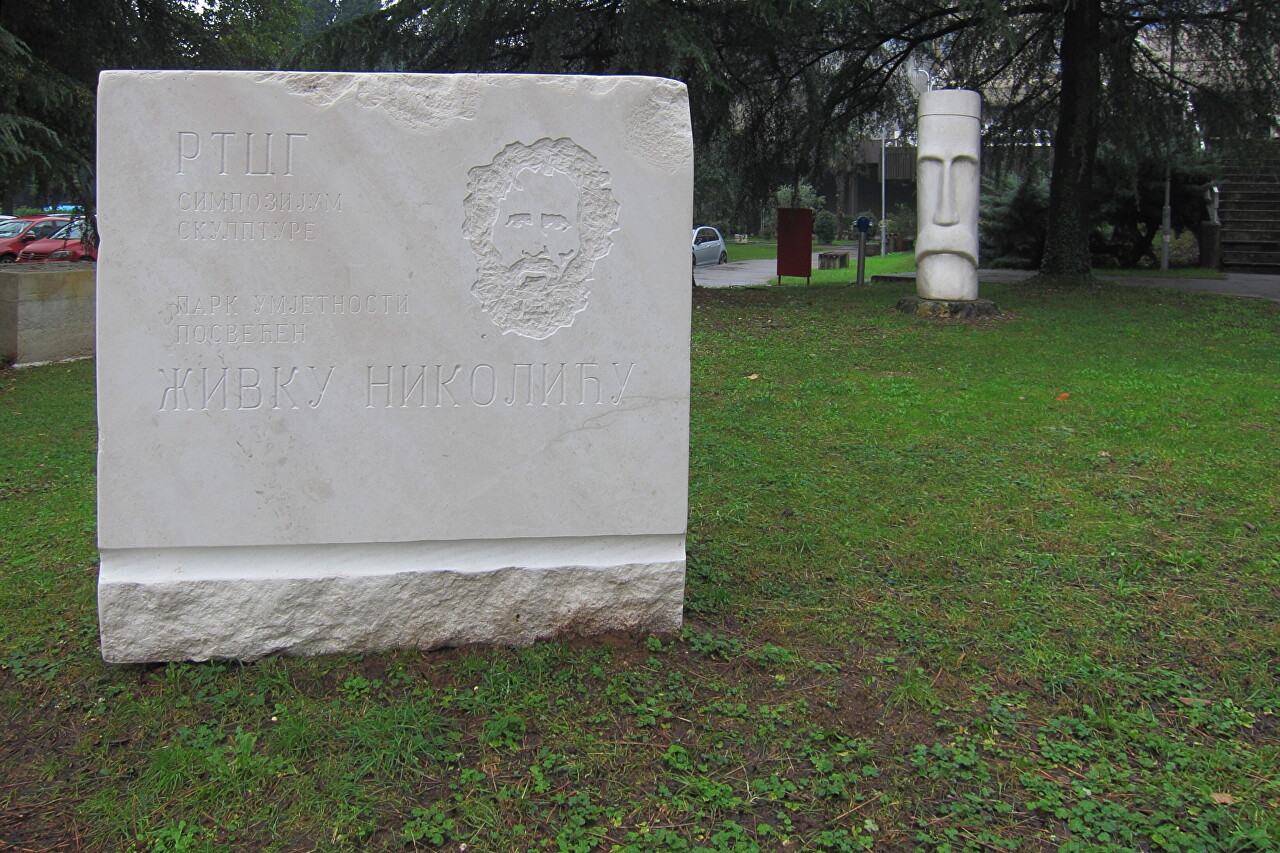 РТЦГ
СИМПОЗИЈУМ
СКУЛПТУРЕ
ПАРК УМЈЕТНОСТИ
ПОСВЕЋЕН
ЖИВКУ НИКОЛИЋУ